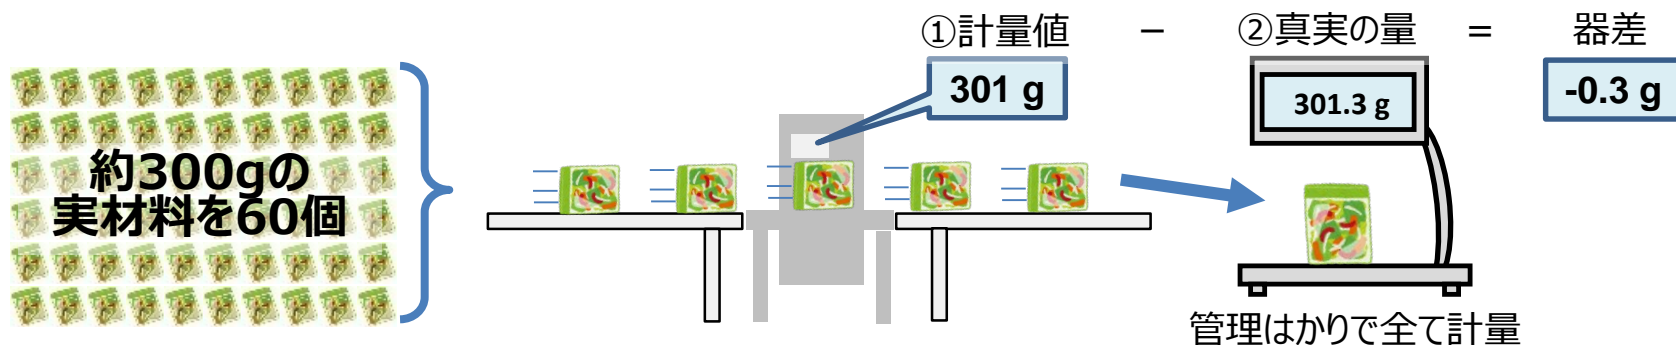 ①計量値 － ②真実の量 = 器差
301 g
301.3 g
-0.3 g
約300gの
実材料を60個
管理はかりで全て計量